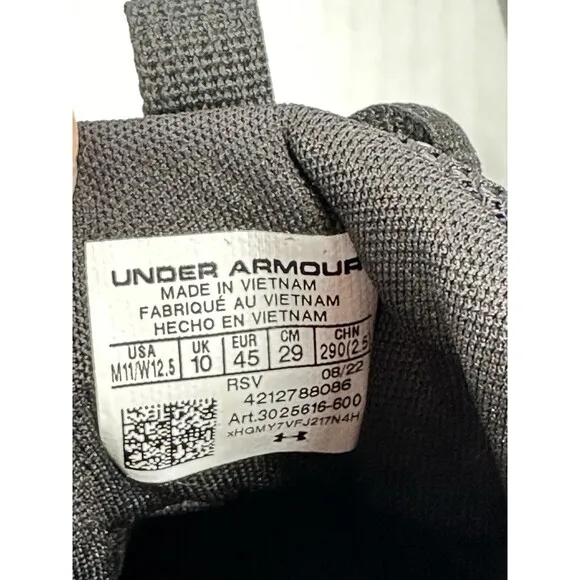 UNDER ARMOUR
MADE IN VIETNAM
FABRIQUÉ AU VIETNAM
HECHO EN VIETNAM
USA UK EUR CM CHN
M11/W12.5 10 45 29 290(2.5
RSV 08/22
4212788086
Art.3025616-600
xHGMY7VFJ217N4H